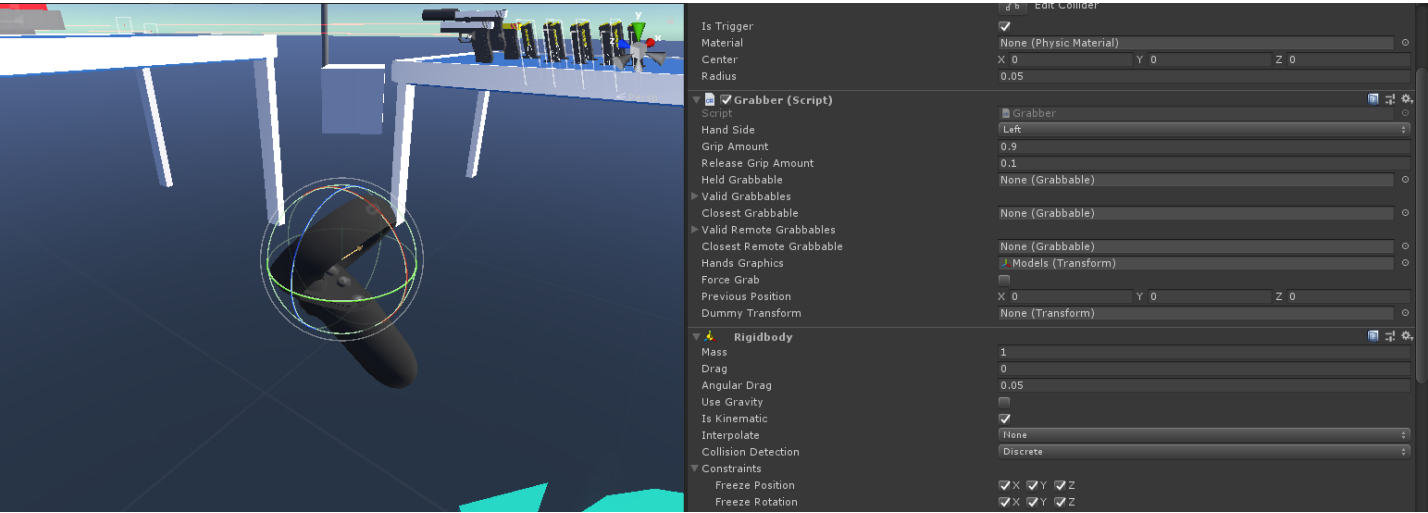 Edit Collider
Is Trigger
Material None (Physic Material)
Center X 0 Y 0 Z 0
Radius 0.05
Grabber (Script)
Script Grabber
Hand Side Left
Grip Amount 0.9
Release Grip Amount 0.1
Held Grabbable None (Grabbable)
Valid Grabbables
Closest Grabbable None (Grabbable)
Valid Remote Grabbables
Closest Remote Grabbable None (Grabbable)
Hands Graphics Models (Transform)
Force Grab
Previous Position X 0 Y 0 Z 0
Dummy Transform None (Transform)
Rigidbody
Mass 1
Drag 0
Angular Drag 0.05
Use Gravity
Is Kinematic
Interpolate None
Collision Detection Discrete
Constraints
Freeze Position X Y Z
Freeze Rotation X Y Z
y
z x
< Persp